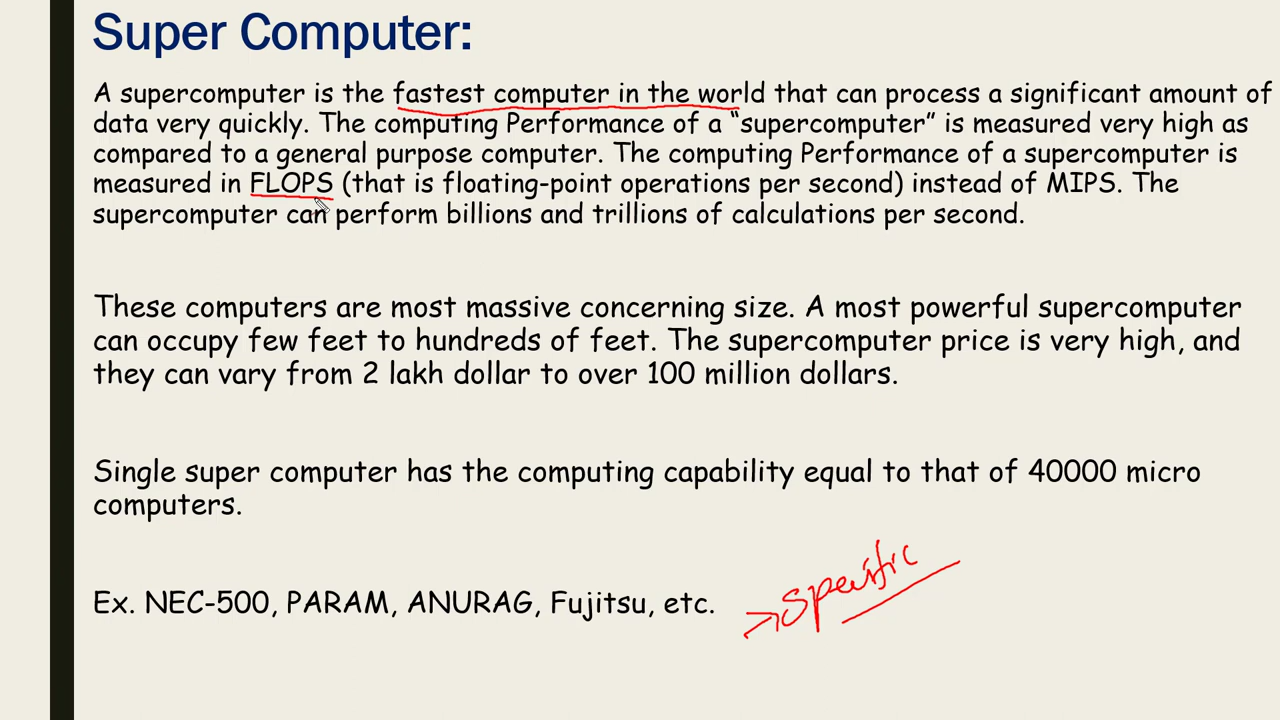 Super Computer:
A supercomputer is the fastest computer in the world that can process a significant amount of
data very quickly. The computing Performance of a “supercomputer” is measured very high as
compared to a general purpose computer. The computing Performance of a supercomputer is
measured in FLOPS (that is floating-point operations per second) instead of MIPS. The
supercomputer can perform billions and trillions of calculations per second.
These computers are most massive concerning size. A most powerful supercomputer
can occupy few feet to hundreds of feet. The supercomputer price is very high, and
they can vary from 2 lakh dollar to over 100 million dollars.
Single super computer has the computing capability equal to that of 40000 micro
computers.
Ex. NEC-500, PARAM, ANURAG, Fujitsu, etc.
Specific